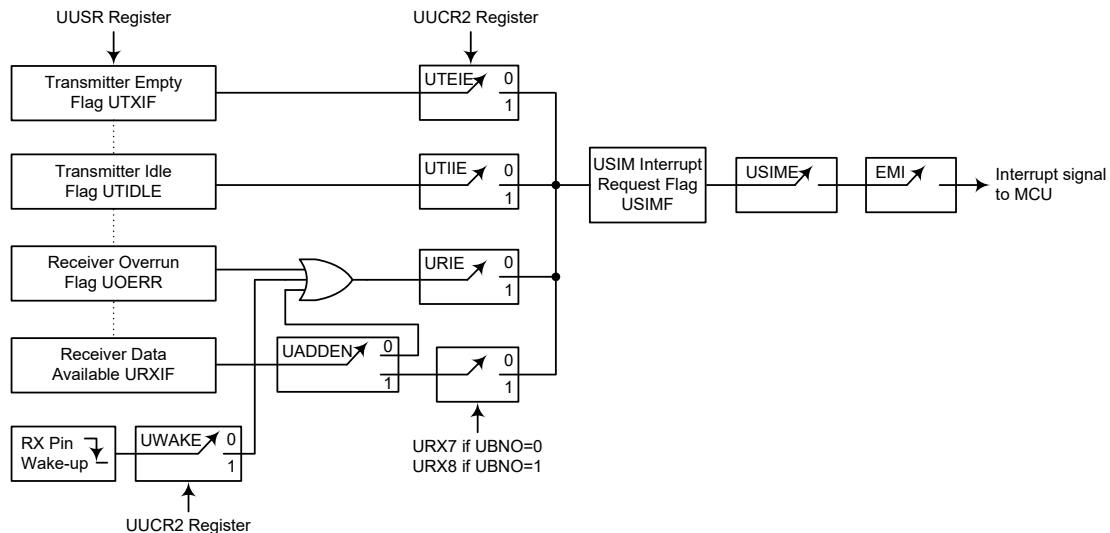 UUSR Register
UUCR2 Register
Transmitter Empty
Flag UTXIF
UTEIE
0
1
Transmitter Idle
Flag UTIDLE
UTIIE
0
1
USIM Interrupt
Request Flag
USIMF
USIME
EMI
Interrupt signal
to MCU
Receiver Overrun
Flag UOERR
URIE
0
1
Receiver Data
Available URXIF
UADDEN
0
1
0
1
RX Pin
Wake-up
UWAKE
0
1
URX7 if UBNO=0
URX8 if UBNO=1
UUCR2 Register